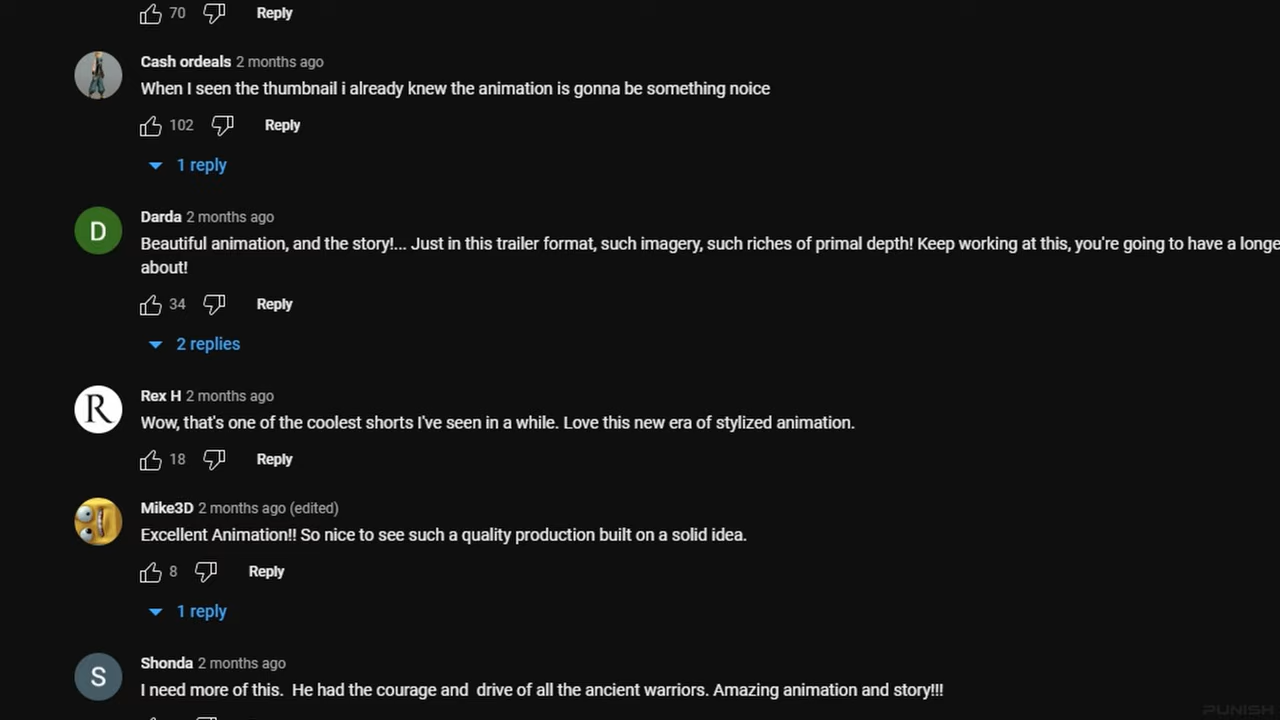 70 Reply
Cash ordeals 2 months ago
When I seen the thumbnail i already knew the animation is gonna be something noice
102 Reply
1 reply
D
Darda 2 months ago
Beautiful animation, and the story!... Just in this trailer format, such imagery, such riches of primal depth! Keep working at this, you're going to have a longe
about!
34 Reply
2 replies
R
Rex H 2 months ago
Wow, that's one of the coolest shorts I've seen in a while. Love this new era of stylized animation.
18 Reply
Mike3D 2 months ago (edited)
Excellent Animation!! So nice to see such a quality production built on a solid idea.
8 Reply
1 reply
S
Shonda 2 months ago
I need more of this.  He had the courage and  drive of all the ancient warriors. Amazing animation and story!!!
PUNISH